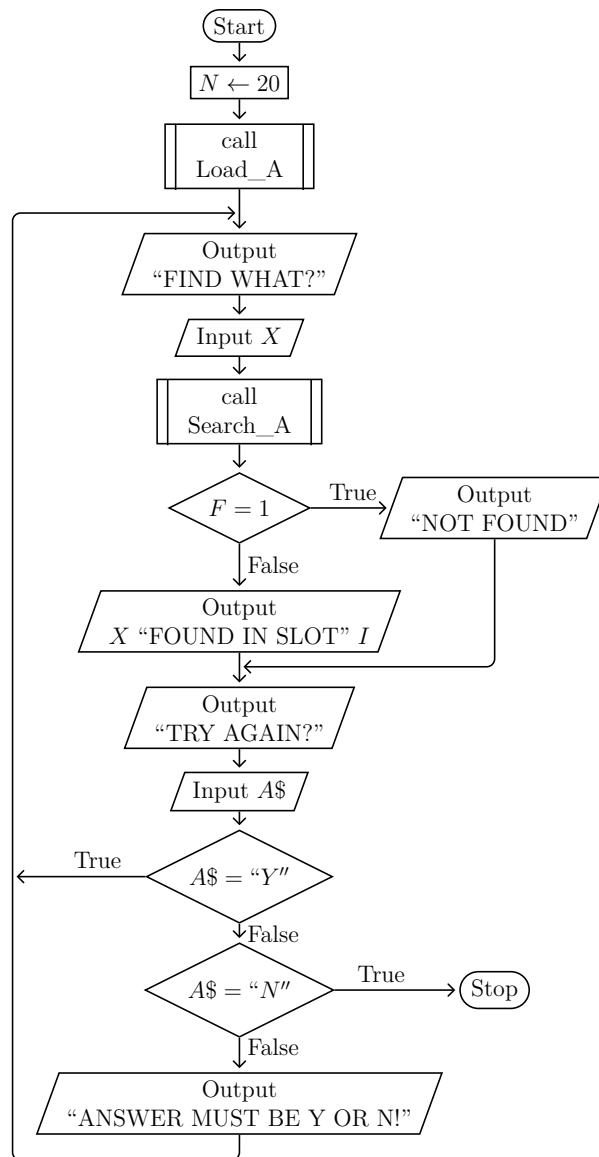 Start
N ← 20
call
Load_A
Output
“FIND WHAT?”
Input X
call
Search_A
F = 1
True
Output
“NOT FOUND”
False
Output
X “FOUND IN SLOT” I
Output
“TRY AGAIN?”
Input A$
True
A$ = “Y″
False
A$ = “N″
True
Stop
False
Output
“ANSWER MUST BE Y OR N!”